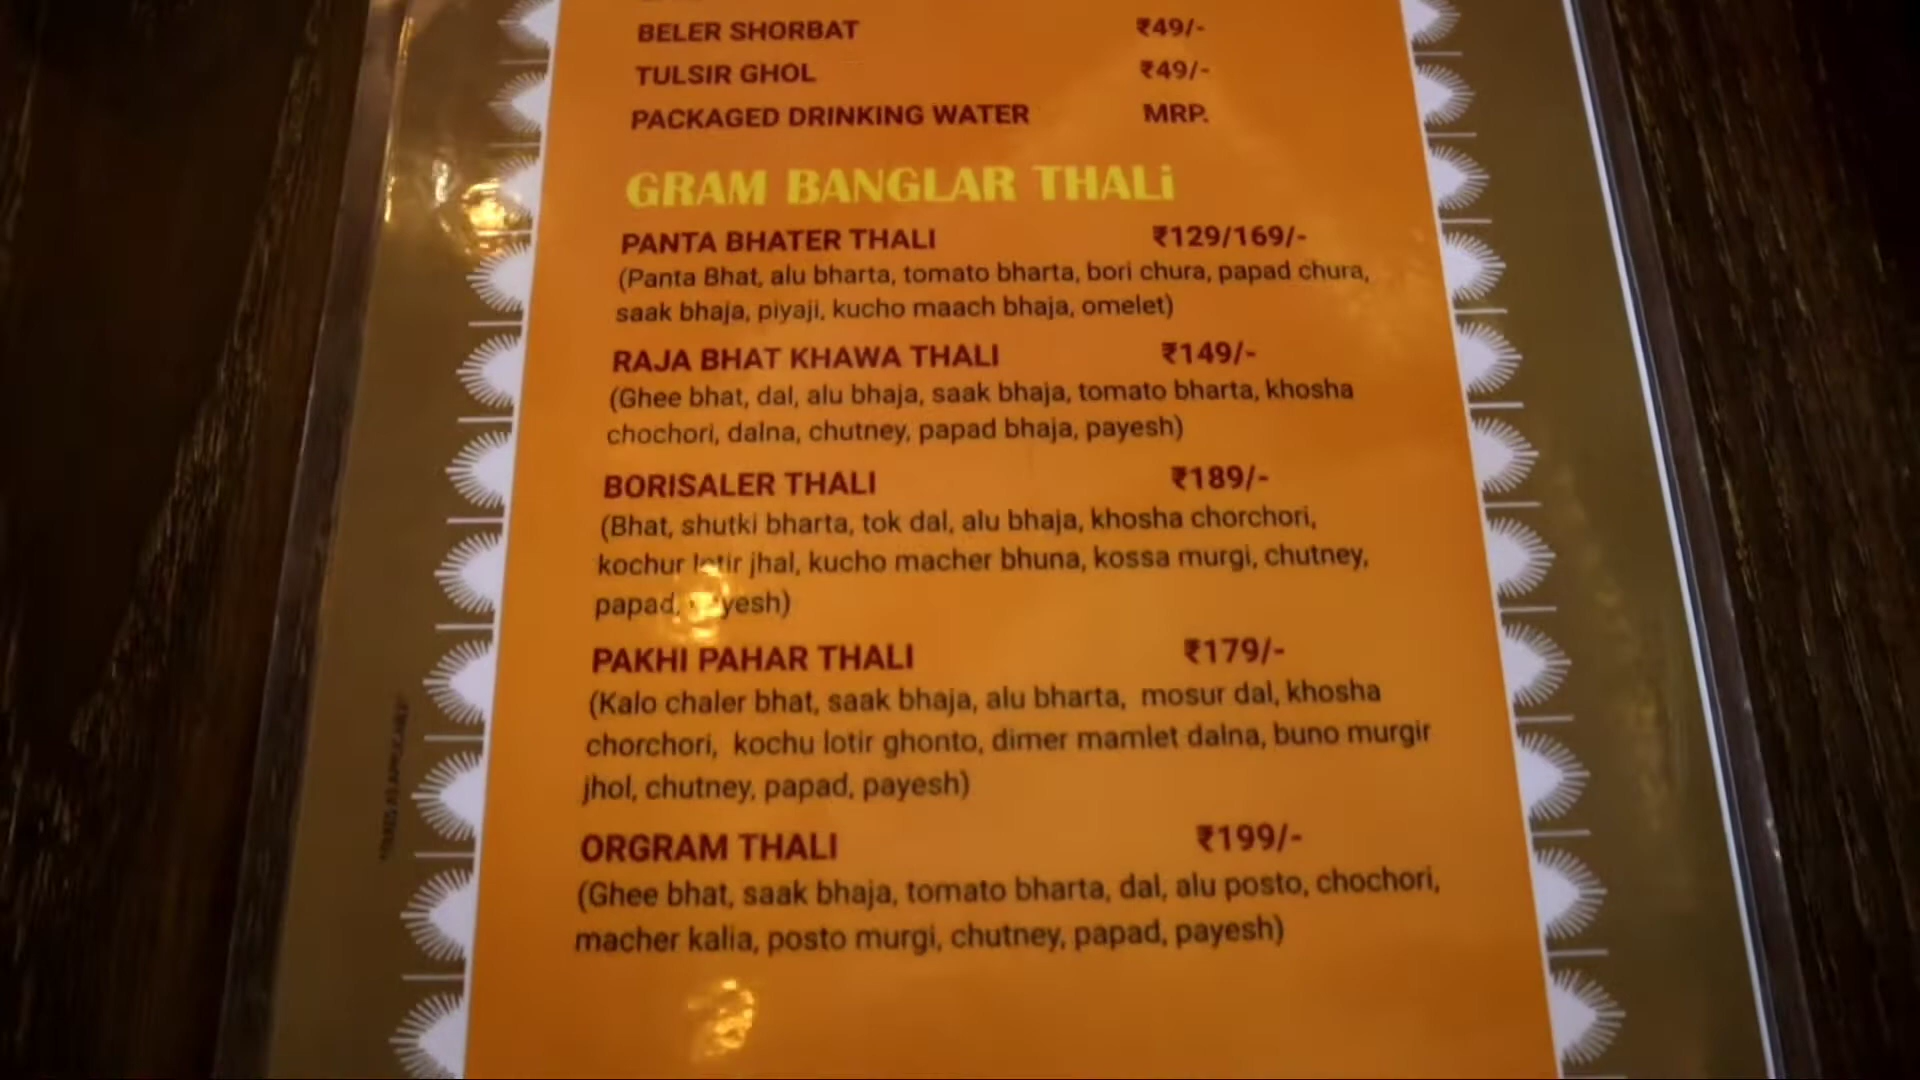 BELER SHORBAT ₹49/-
TULSIR GHOL ₹49/-
PACKAGED DRINKING WATER MRP.
GRAM BANGLAR THALi
PANTA BHATER THALI ₹129/169/-
(Panta Bhat, alu bharta, tomato bharta, bori chura, papad chura,
saak bhaja, piyaji, kucho maach bhaja, omelet)
RAJA BHAT KHAWA THALI ₹149/-
(Ghee bhat, dal, alu bhaja, saak bhaja, tomato bharta, khosha
chochori, dalna, chutney, papad bhaja, payesh)
BORISALER THALI ₹189/-
(Bhat, shutki bharta, tok dal, alu bhaja, khosha chorchori,
kochur lotir jhal, kucho macher bhuna, kossa murgi, chutney,
papad, payesh)
PAKHI PAHAR THALI ₹179/-
(Kalo chaler bhat, saak bhaja, alu bharta, mosur dal, khosha
chorchori, kochu lotir ghonto, dimer mamlet dalna, buno murgir
jhol, chutney, papad, payesh)
ORGRAM THALI ₹199/-
(Ghee bhat, saak bhaja, tomato bharta, dal, alu posto, chochori,
macher kalia, posto murgi, chutney, papad, payesh)